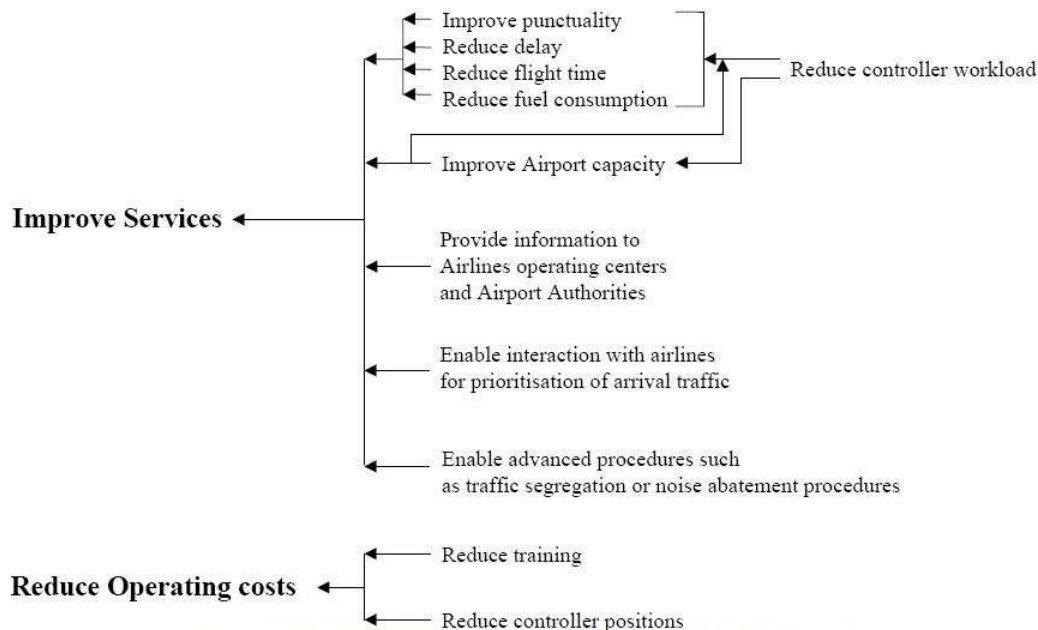 Improve punctuality
Reduce delay
Reduce flight time
Reduce fuel consumption
Reduce controller workload
Improve Airport capacity
Improve Services
Provide information to
Airlines operating centers
and Airport Authorities
Enable interaction with airlines
for prioritisation of arrival traffic
Enable advanced procedures such
as traffic segregation or noise abatement procedures
Reduce training
Reduce Operating costs
Reduce controller positions